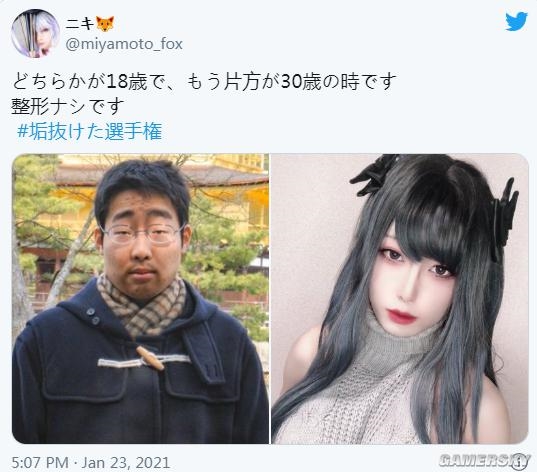 ニキ🦊
@miyamoto_fox
どちらかが18歳で、もう片方が30歳の時です
整形ナシです
#垢抜けた選手権
5:07 PM · Jan 23, 2021
GAMERSKY